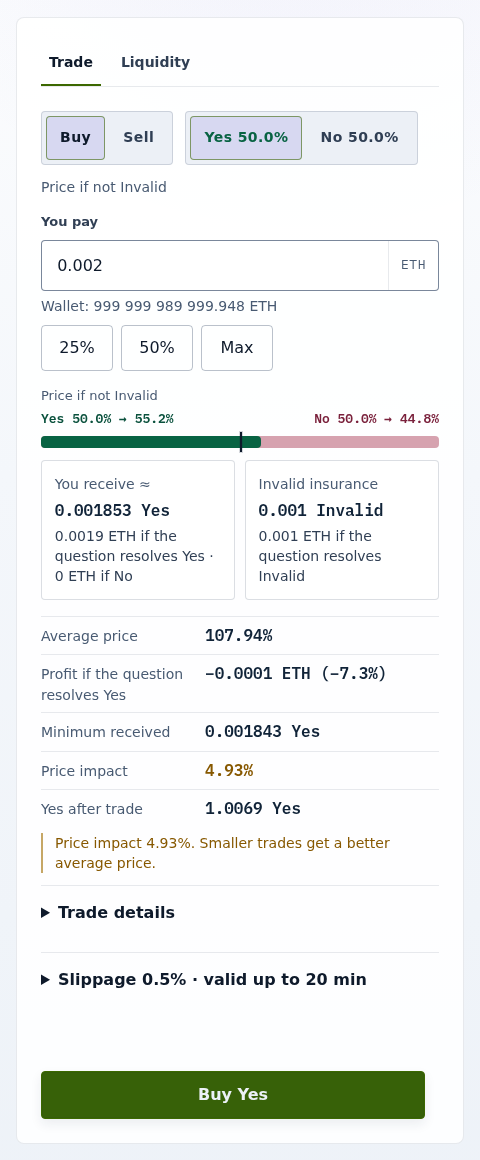 Trade Liquidity
Buy Sell Yes 50.0% No 50.0%
Price if not Invalid
You pay
0.002 ETH
Wallet: 999 999 989 999.948 ETH
25% 50% Max
Price if not Invalid
Yes 50.0% → 55.2% No 50.0% → 44.8%
You receive ≈
0.001853 Yes
0.0019 ETH if the
question resolves Yes ·
0 ETH if No
Invalid insurance
0.001 Invalid
0.001 ETH if the
question resolves
Invalid
Average price 107.94%
Profit if the question −0.0001 ETH (−7.3%)
resolves Yes
Minimum received 0.001843 Yes
Price impact 4.93%
Yes after trade 1.0069 Yes
Price impact 4.93%. Smaller trades get a better
average price.
Trade details
Slippage 0.5% · valid up to 20 min
Buy Yes